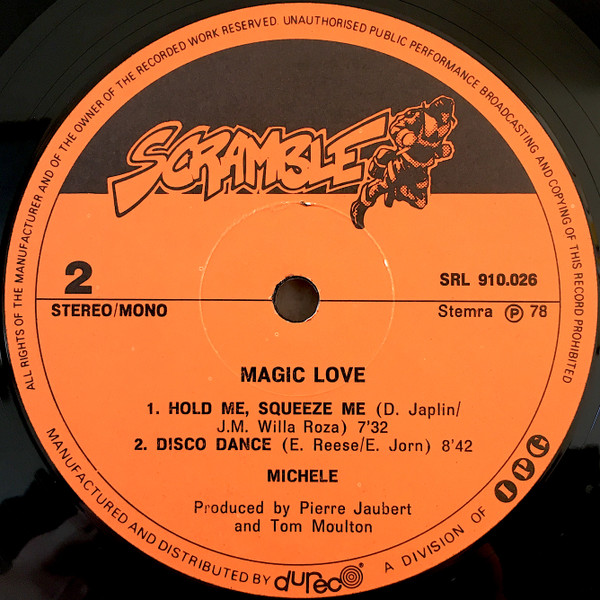 ALL RIGHTS OF THE MANUFACTURER AND OF THE OWNER OF THE RECORDED WORK RESERVED UNAUTHORISED PUBLIC PERFORMANCE BROADCASTING AND COPYING OF THIS RECORD PROHIBITED
SCRAMBLE
2
SRL 910.026
STEREO/MONO
Stemra Ⓟ 78
MAGIC LOVE
1. HOLD ME, SQUEEZE ME (D. Japlin/
J.M. Willa Roza) 7'32
2. DISCO DANCE (E. Reese/E. Jorn) 8'42
MICHELE
Produced by Pierre Jaubert
and Tom Moulton
MANUFACTURED AND DISTRIBUTED BY dureco A DIVISION OF IPG